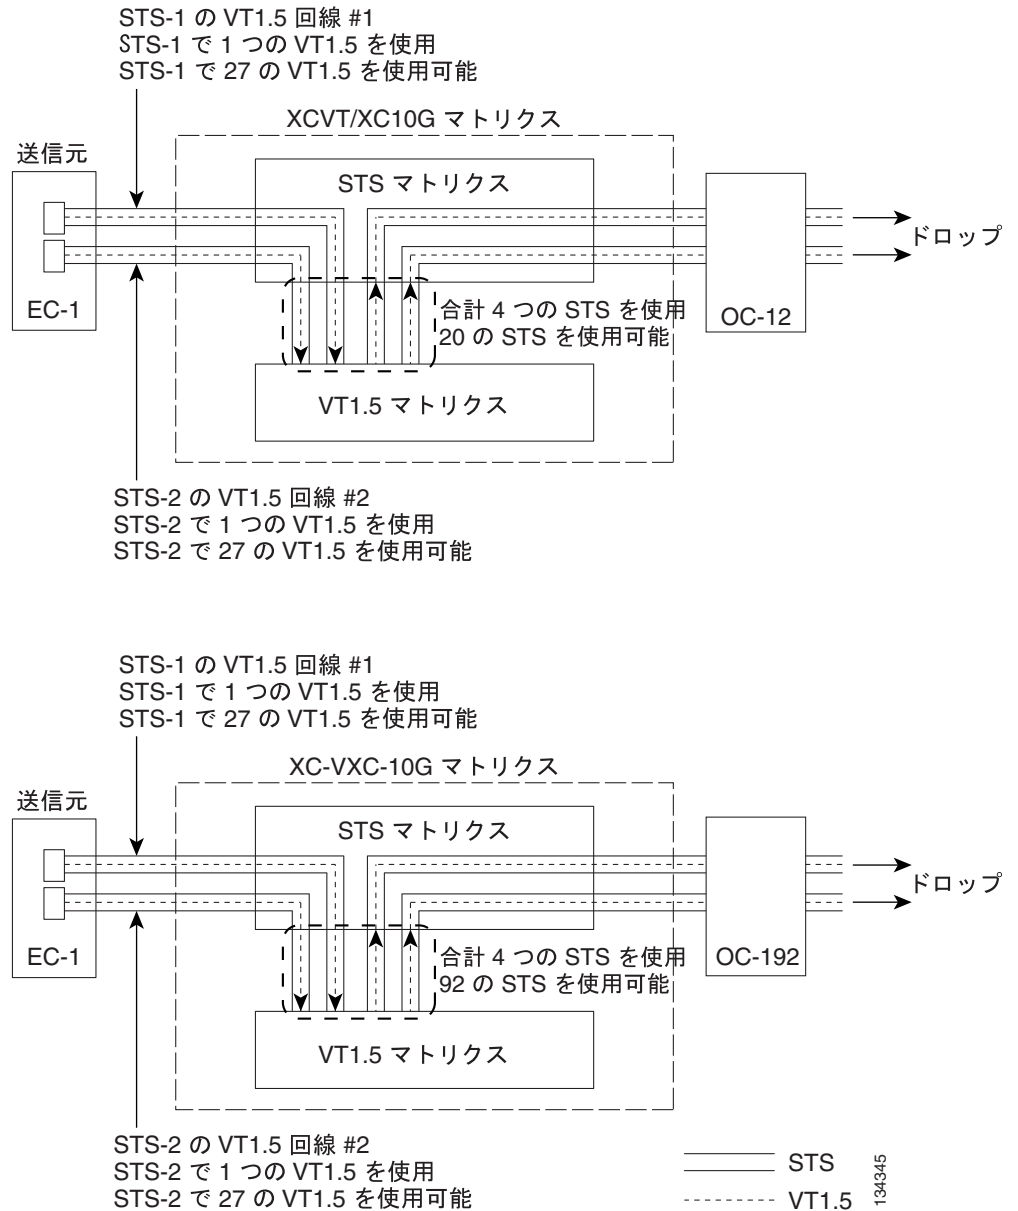 STS-1 の VT1.5 回線 #1
STS-1 で 1 つの VT1.5 を使用
STS-1 で 27 の VT1.5 を使用可能
XCVT/XC10G マトリクス
送信元
STS マトリクス
ドロップ
EC-1
合計 4 つの STS を使用
20 の STS を使用可能
OC-12
VT1.5 マトリクス
STS-2 の VT1.5 回線 #2
STS-2 で 1 つの VT1.5 を使用
STS-2 で 27 の VT1.5 を使用可能
STS-1 の VT1.5 回線 #1
STS-1 で 1 つの VT1.5 を使用
STS-1 で 27 の VT1.5 を使用可能
XC-VXC-10G マトリクス
送信元
STS マトリクス
ドロップ
EC-1
合計 4 つの STS を使用
92 の STS を使用可能
OC-192
VT1.5 マトリクス
STS-2 の VT1.5 回線 #2
STS-2 で 1 つの VT1.5 を使用
STS-2 で 27 の VT1.5 を使用可能
STS
VT1.5
134345